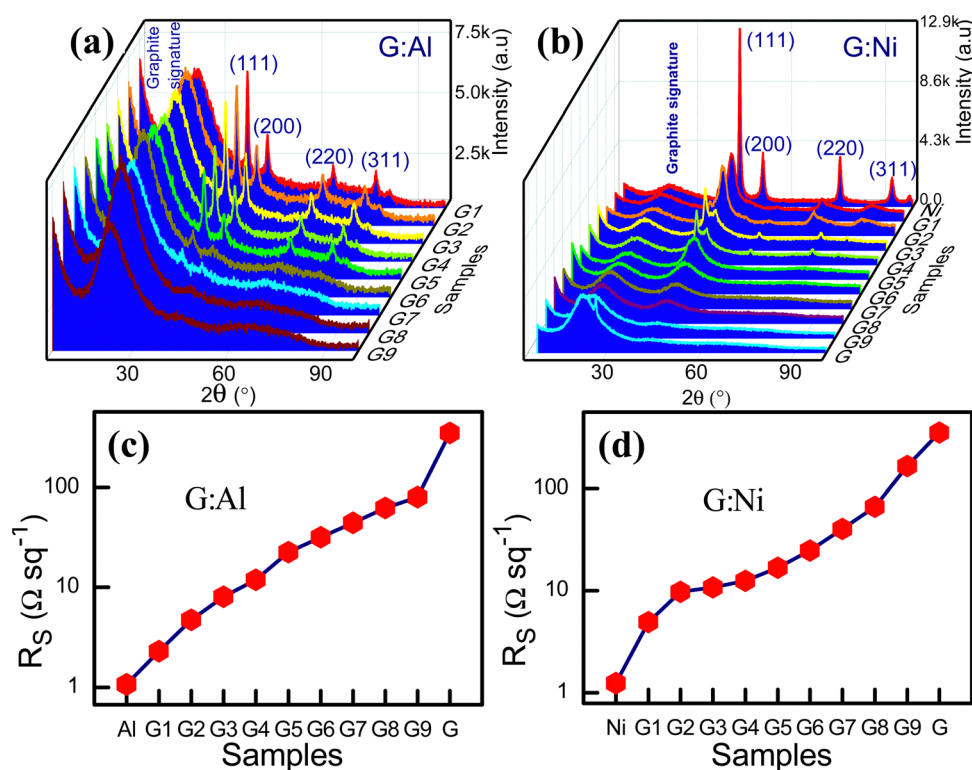 (a)
Graphite
signature
G:Al
(111)
(200)
(220)
(311)
7.5k
5.0k
2.5k
Intensity (a.u)
G1
G2
G3
G4
G5
G6
G7
G8
G9
Samples
30
60
90
2θ (°)
(b)
Graphite signature
G:Ni
(111)
(200)
(220)
(311)
12.9k
8.6k
4.3k
0.0
Intensity (a.u)
Ni
G1
G2
G3
G4
G5
G6
G7
G8
G
Samples
30
60
90
2θ (°)
(c)
G:Al
100
10
1
R_S (Ω sq⁻¹)
Al G1 G2 G3 G4 G5 G6 G7 G8 G9 G
Samples
(d)
G:Ni
100
10
1
R_S (Ω sq⁻¹)
Ni G1 G2 G3 G4 G5 G6 G7 G8 G9 G
Samples